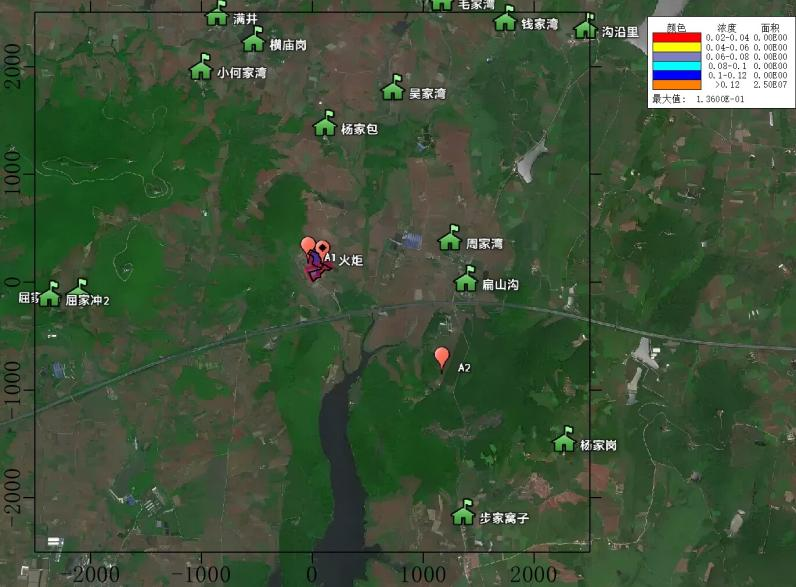 毛家湾
满井
钱家湾
沟沿里
横庙岗
小何家湾
吴家湾
杨家包
周家湾
A1 火炬
扁山沟
屈家冲2
A2
杨家岗
步家窝子
颜色 浓度 面积
0.02-0.04 0.00E00
0.04-0.06 0.00E00
0.06-0.08 0.00E00
0.08-0.1 0.00E00
0.1-0.12 0.00E00
>0.12 2.50E07
最大值: 1.3600E-01
2000
1000
0
-1000
-2000
-2000 -1000 0 1000 2000